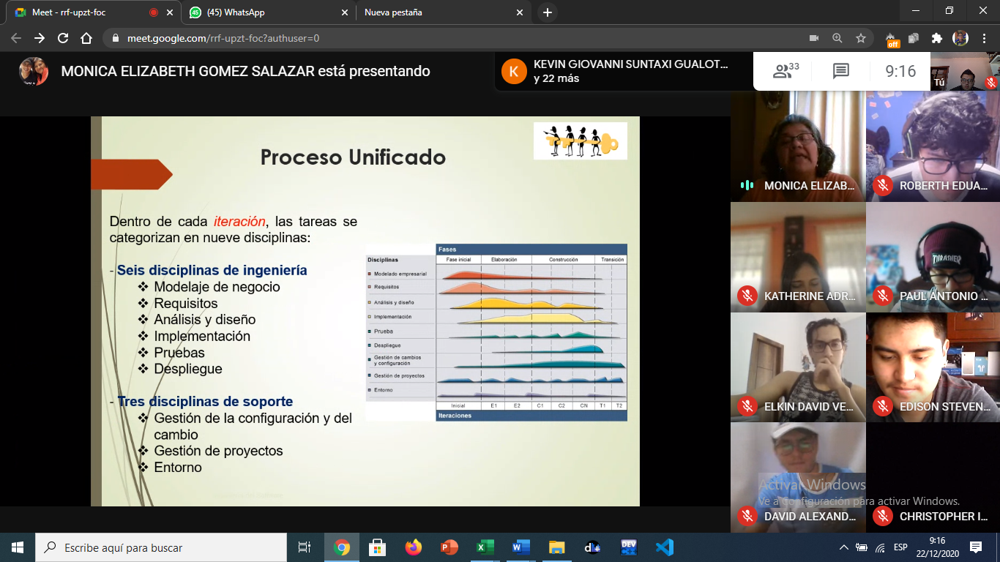 Meet - rrf-upzt-foc
(45) WhatsApp
Nueva pestaña
meet.google.com/rrf-upzt-foc?authuser=0
off
MONICA ELIZABETH GOMEZ SALAZAR está presentando
K
KEVIN GIOVANNI SUNTAXI GUALOT...
y 22 más
33
9:16
Tú
Proceso Unificado
Dentro de cada iteración, las tareas se
categorizan en nueve disciplinas:
- Seis disciplinas de ingeniería
❖ Modelaje de negocio
❖ Requisitos
❖ Análisis y diseño
❖ Implementación
❖ Pruebas
❖ Despliegue
- Tres disciplinas de soporte
❖ Gestión de la configuración y del
cambio
❖ Gestión de proyectos
❖ Entorno
Fases
Disciplinas
Fase inicial Elaboración Construcción Transición
Modelado empresarial
Requisitos
Análisis y diseño
Implementación
Prueba
Despliegue
Gestión de cambios
y configuración
Gestión de proyectos
Entorno
Inicial E1 E2 C1 C2 CN T1 T2
Iteraciones
MONICA ELIZAB...
ROBERTH EDUA...
KATHERINE ADR...
THRASHER
PAUL ANTONIO ...
ELKIN DAVID VE...
EDISON STEVEN...
Activar Windows
Ve a Configuración para activar Windows.
DAVID ALEXAND...
CHRISTOPHER I...
Escribe aquí para buscar
DEV
ESP
9:16
22/12/2020